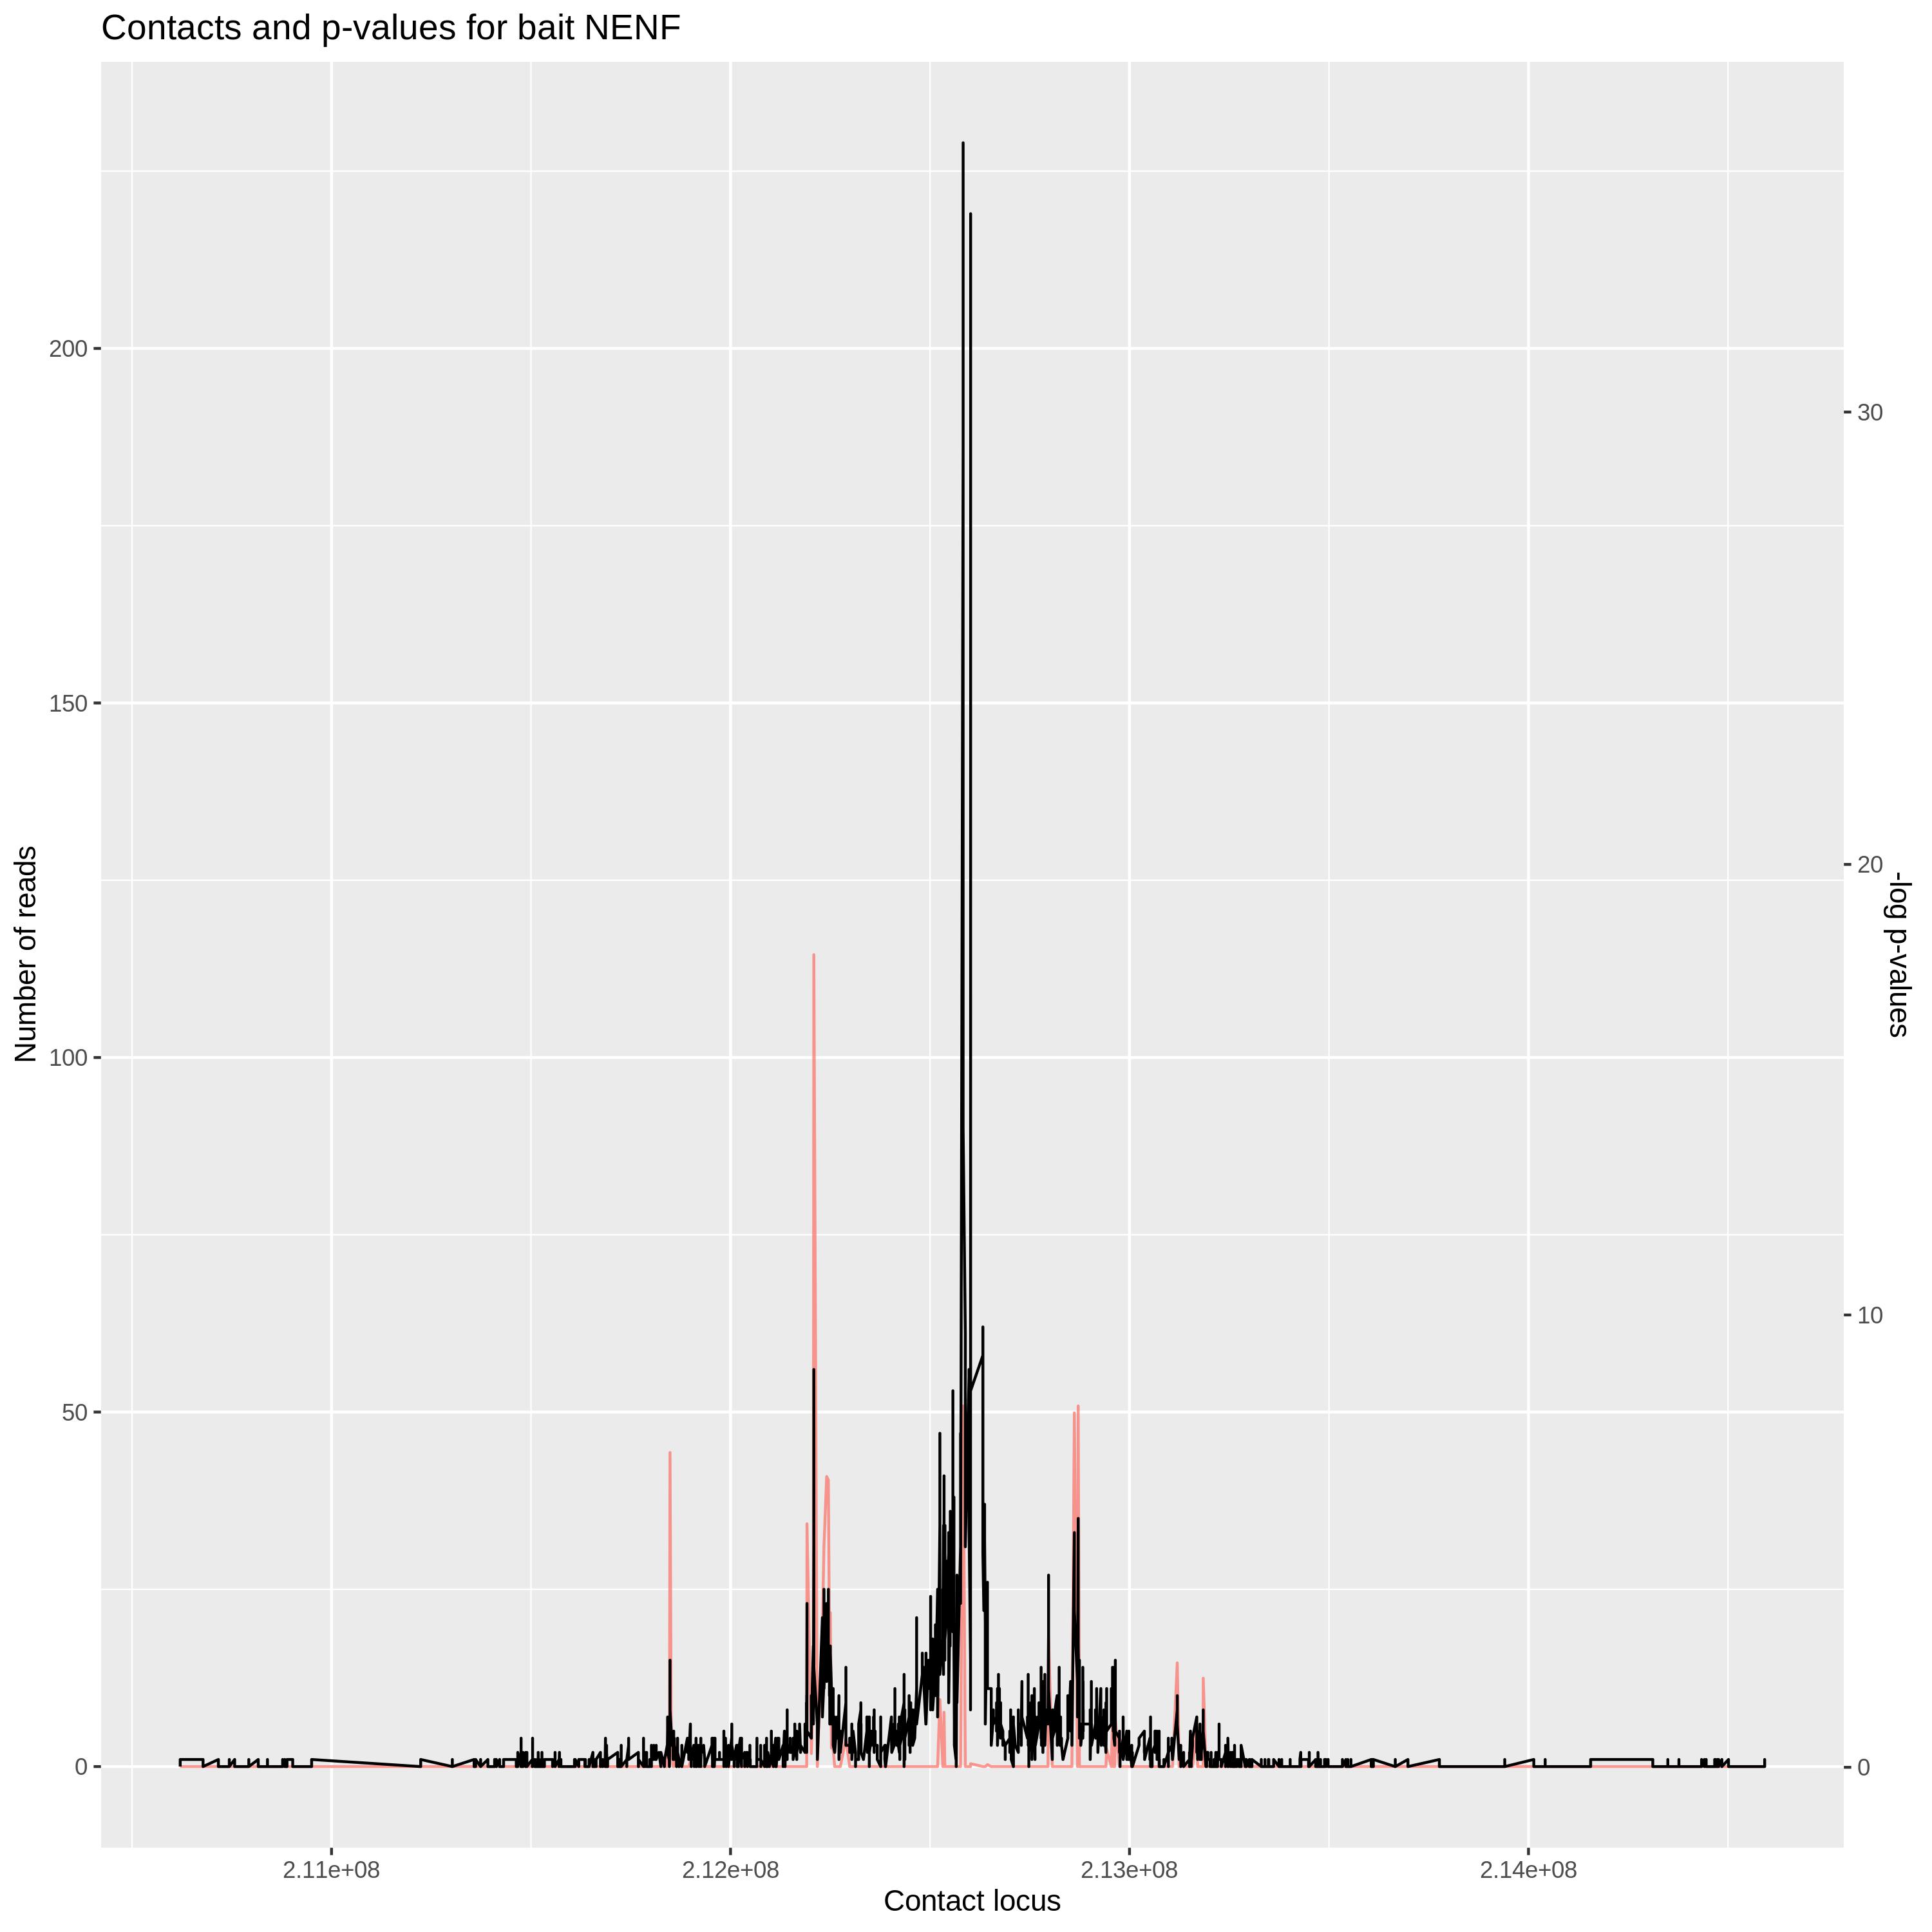 Contacts and p-values for bait NENF
Number of reads
200
150
100
50
0
30
20
10
0
-log p-values
2.11e+08
2.12e+08
2.13e+08
2.14e+08
Contact locus